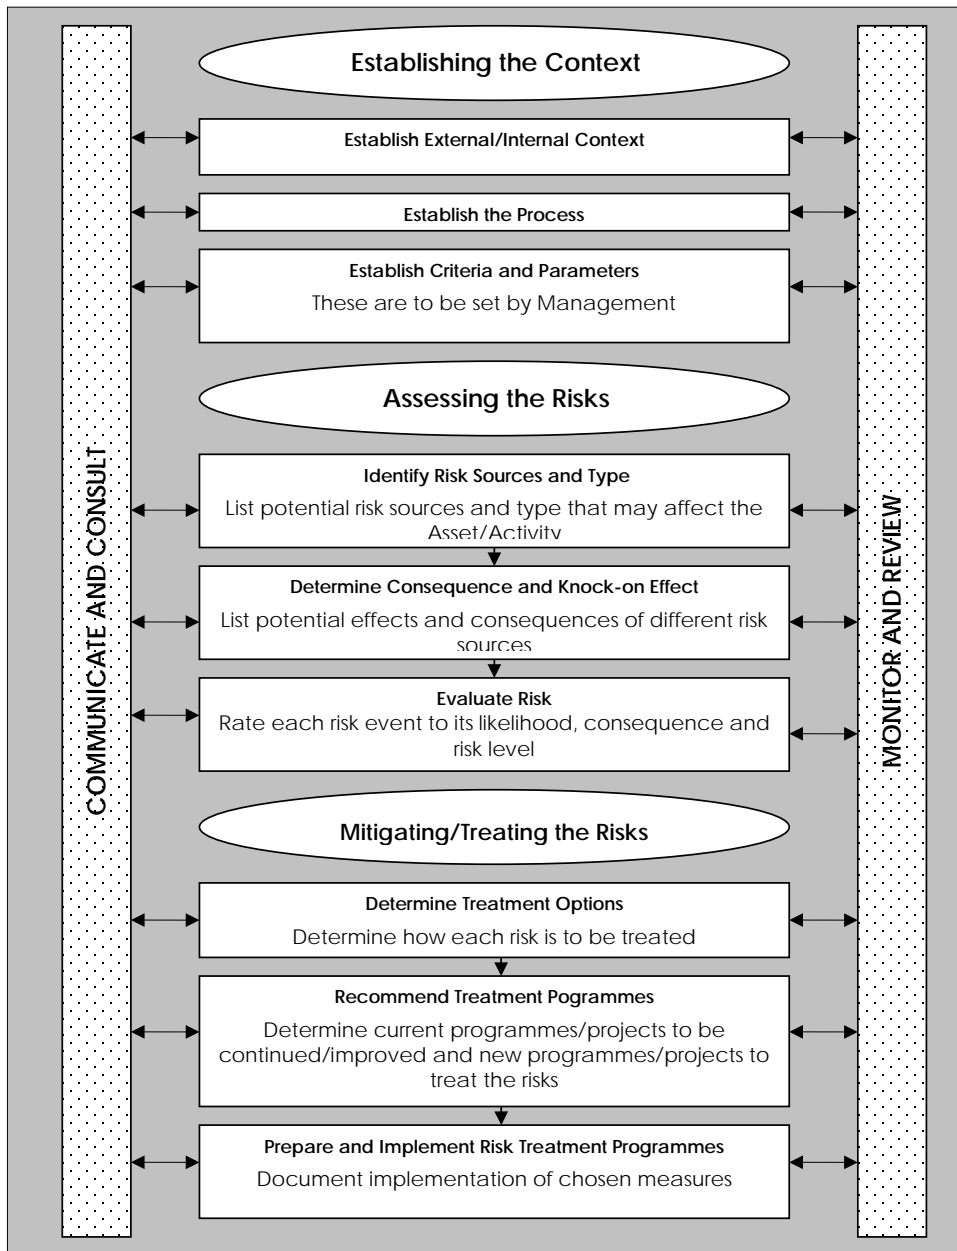 Establishing the Context
Establish External/Internal Context
Establish the Process
Establish Criteria and Parameters
These are to be set by Management
Assessing the Risks
Identify Risk Sources and Type
List potential risk sources and type that may affect the
Asset/Activity
Determine Consequence and Knock-on Effect
List potential effects and consequences of different risk
sources
Evaluate Risk
Rate each risk event to its likelihood, consequence and
risk level
Mitigating/Treating the Risks
Determine Treatment Options
Determine how each risk is to be treated
Recommend Treatment Pogrammes
Determine current programmes/projects to be
continued/improved and new programmes/projects to
treat the risks
Prepare and Implement Risk Treatment Programmes
Document implementation of chosen measures
COMMUNICATE AND CONSULT
MONITOR AND REVIEW